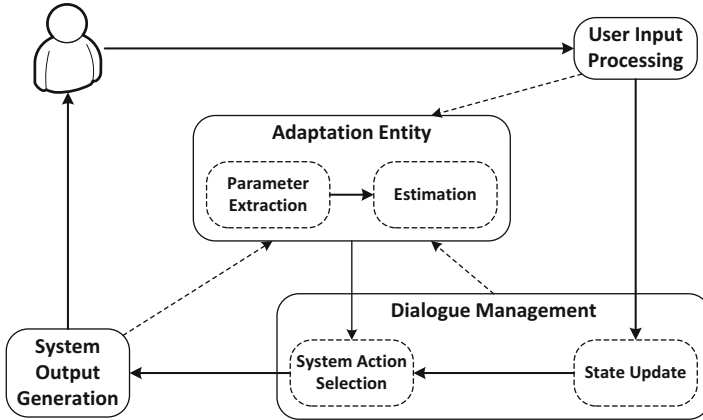 User Input
Processing
Adaptation Entity
Parameter
Extraction
Estimation
Dialogue Management
System
Output
Generation
System Action
Selection
State Update